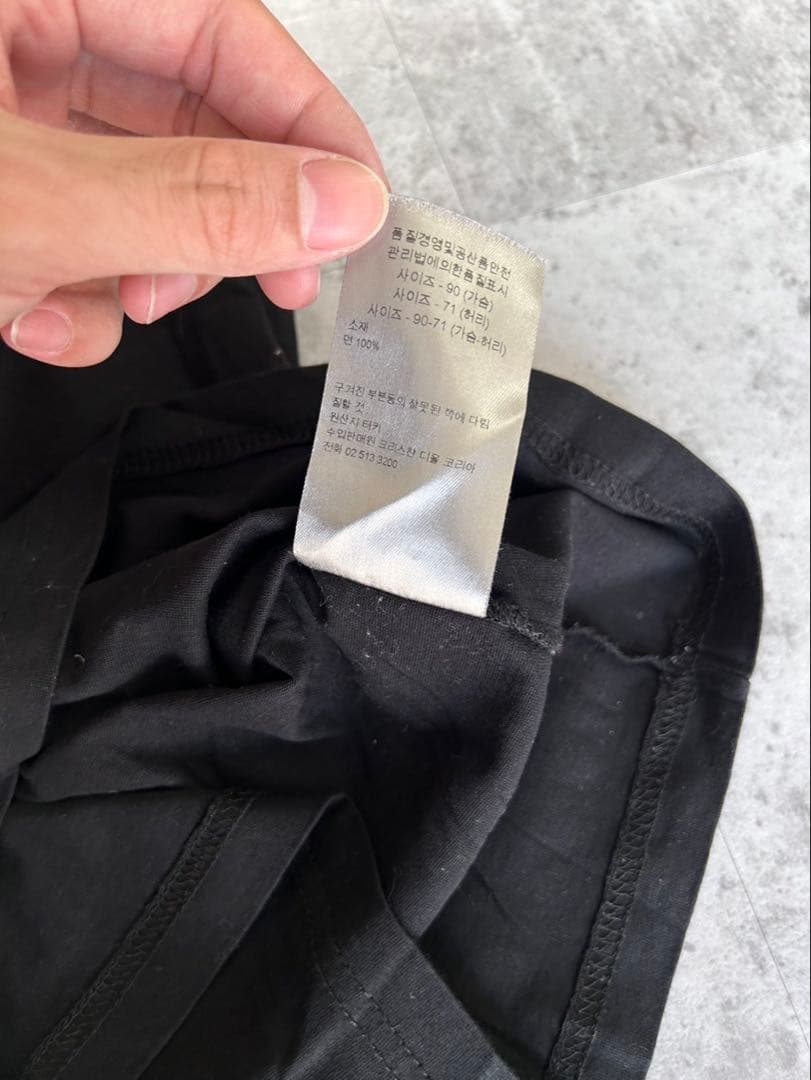 품 질경영및공산품안전
관리법에의한품질표시
사이즈 - 90 (가슴)
사이즈 - 71 (허리)
사이즈 - 90-71 (가슴-허리)
소재
면 100%
구겨진 부분등의 잘못된 쪽에 다림
질할 것
원산지 터키
수입판매원 크리스챤 디올 코리아
전화 02 513 3200